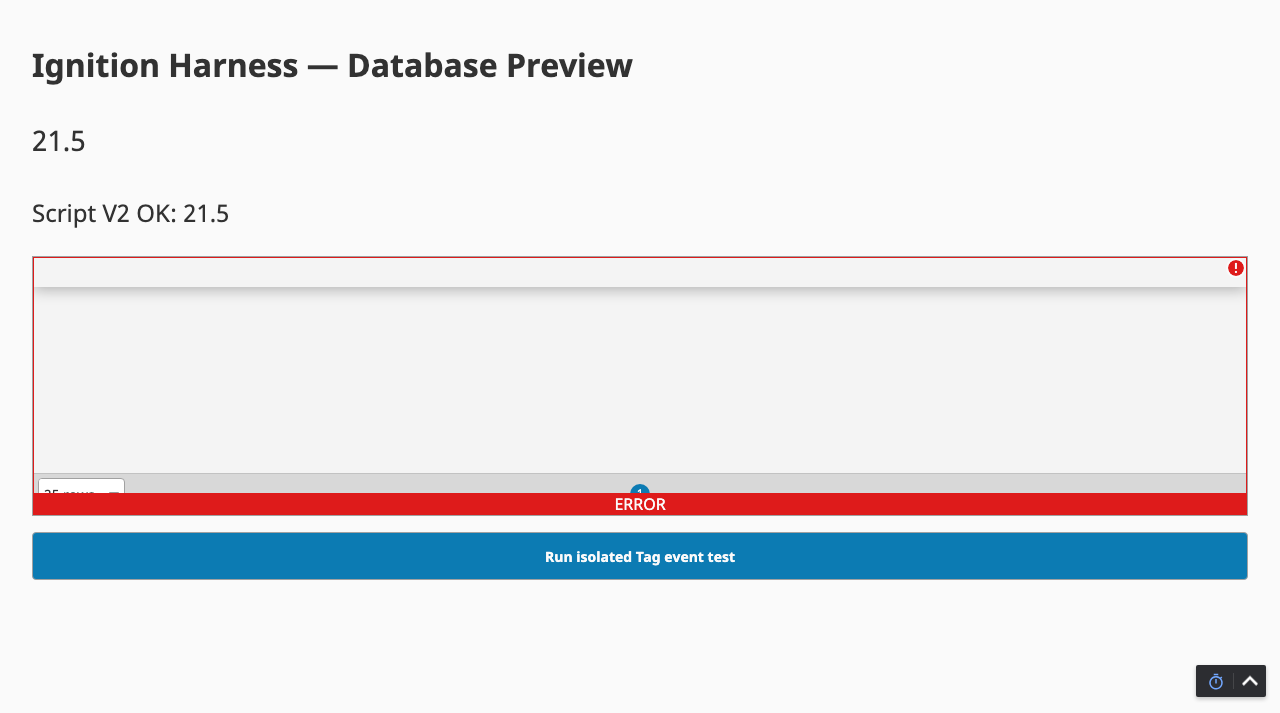 Ignition Harness — Database Preview
21.5
Script V2 OK: 21.5
ERROR
Run isolated Tag event test